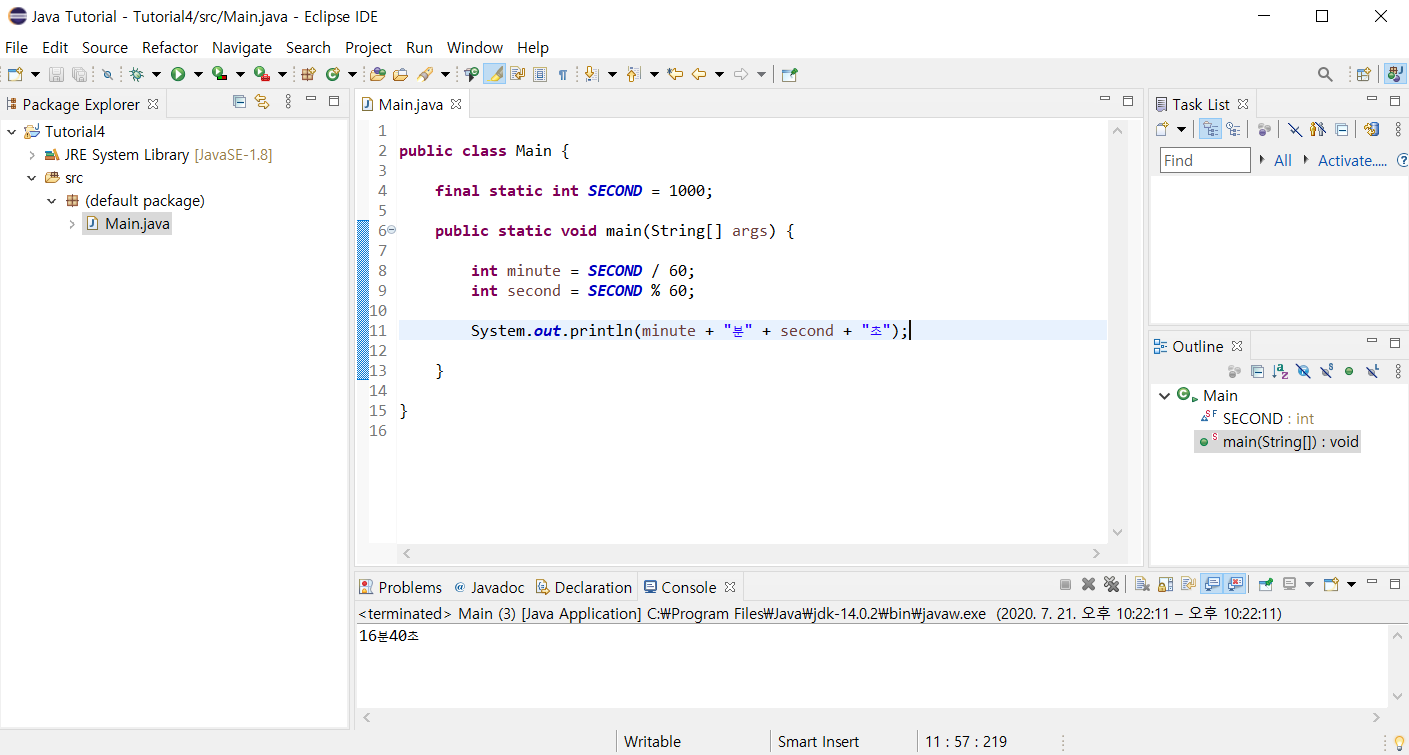 Java Tutorial - Tutorial4/src/Main.java - Eclipse IDE
File Edit Source Refactor Navigate Search Project Run Window Help
Package Explorer
Tutorial4
JRE System Library [JavaSE-1.8]
src
(default package)
Main.java
Main.java
1
2 public class Main {
3
4 final static int SECOND = 1000;
5
6 public static void main(String[] args) {
7
8 int minute = SECOND / 60;
9 int second = SECOND % 60;
10
11 System.out.println(minute + "분" + second + "초");
12
13 }
14
15 }
16
Task List
Find All Activate.....
Outline
Main
SECOND : int
main(String[]) : void
Problems @ Javadoc Declaration Console
<terminated> Main (3) [Java Application] C:₩Program Files₩Java₩jdk-14.0.2₩bin₩javaw.exe (2020. 7. 21. 오후 10:22:11 – 오후 10:22:11)
16분40초
Writable Smart Insert 11 : 57 : 219